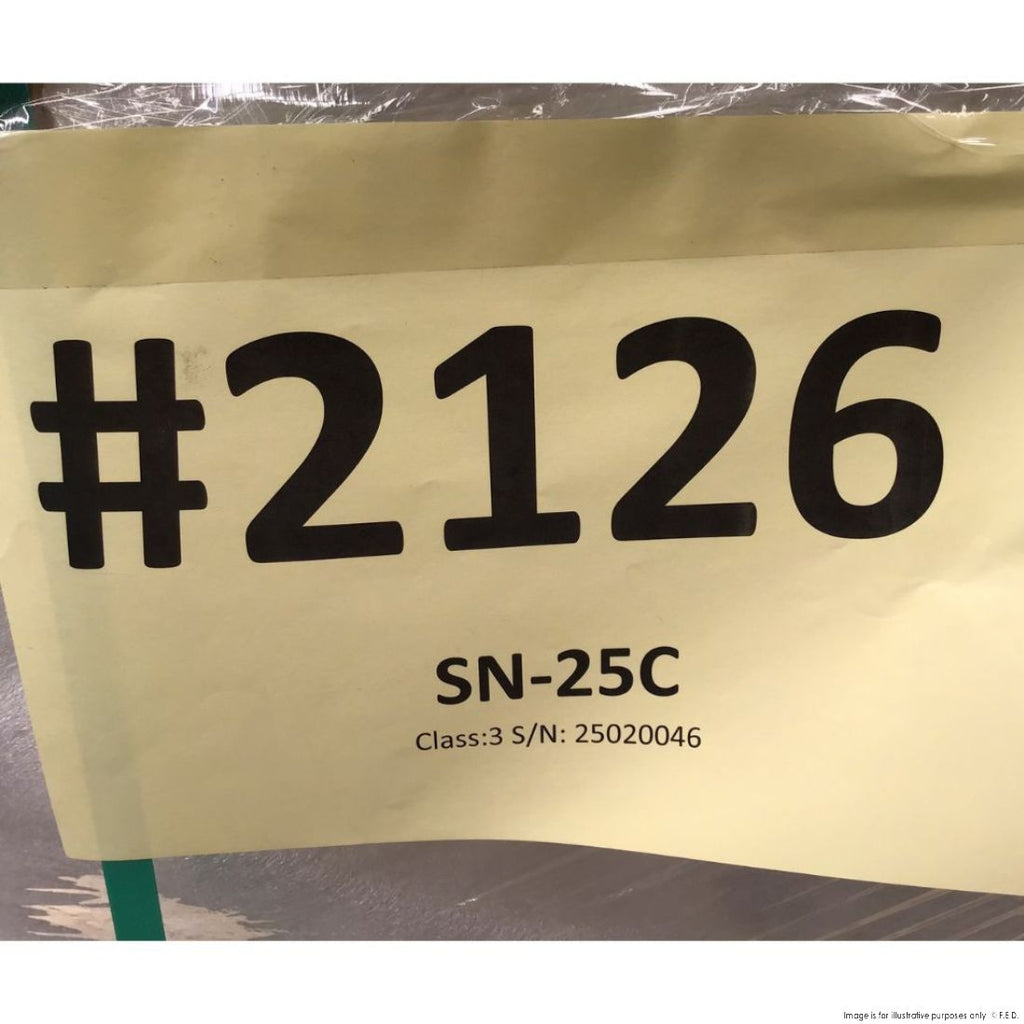 #2126
SN-25C
Class:3 S/N: 25020046
Image is for illustrative purposes only © F.E.D.